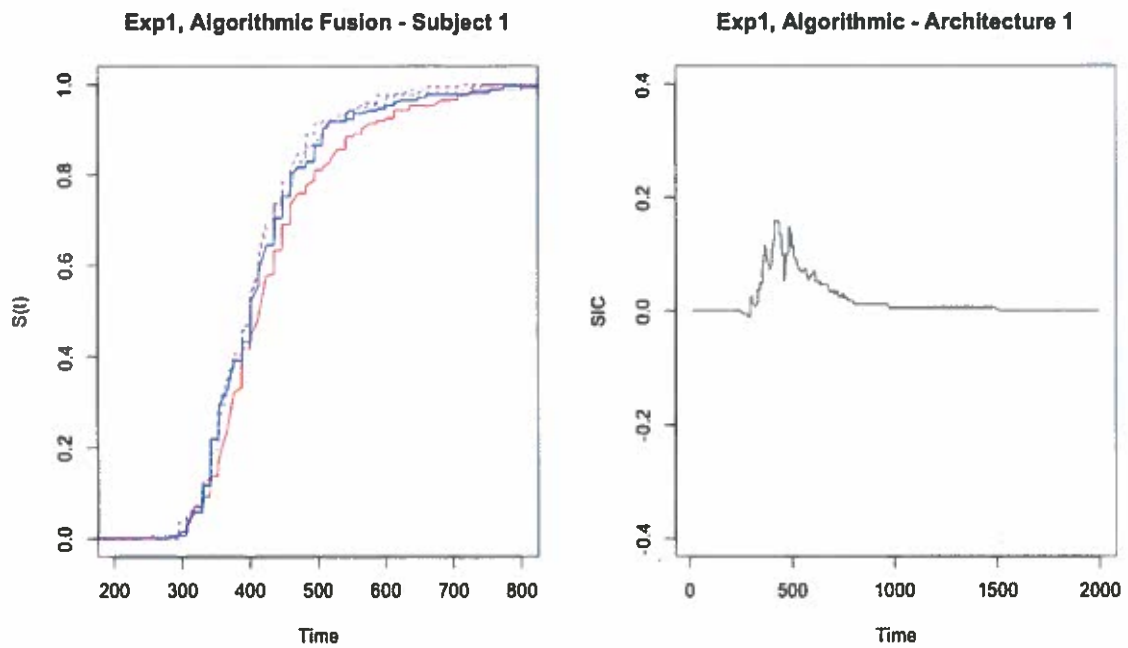 Exp1, Algorithmic Fusion - Subject 1
S(t)
1.0
0.8
0.6
0.4
0.2
0.0
200 300 400 500 600 700 800
Time
Exp1, Algorithmic - Architecture 1
SIC
0.4
0.2
0.0
-0.2
-0.4
0 500 1000 1500 2000
Time